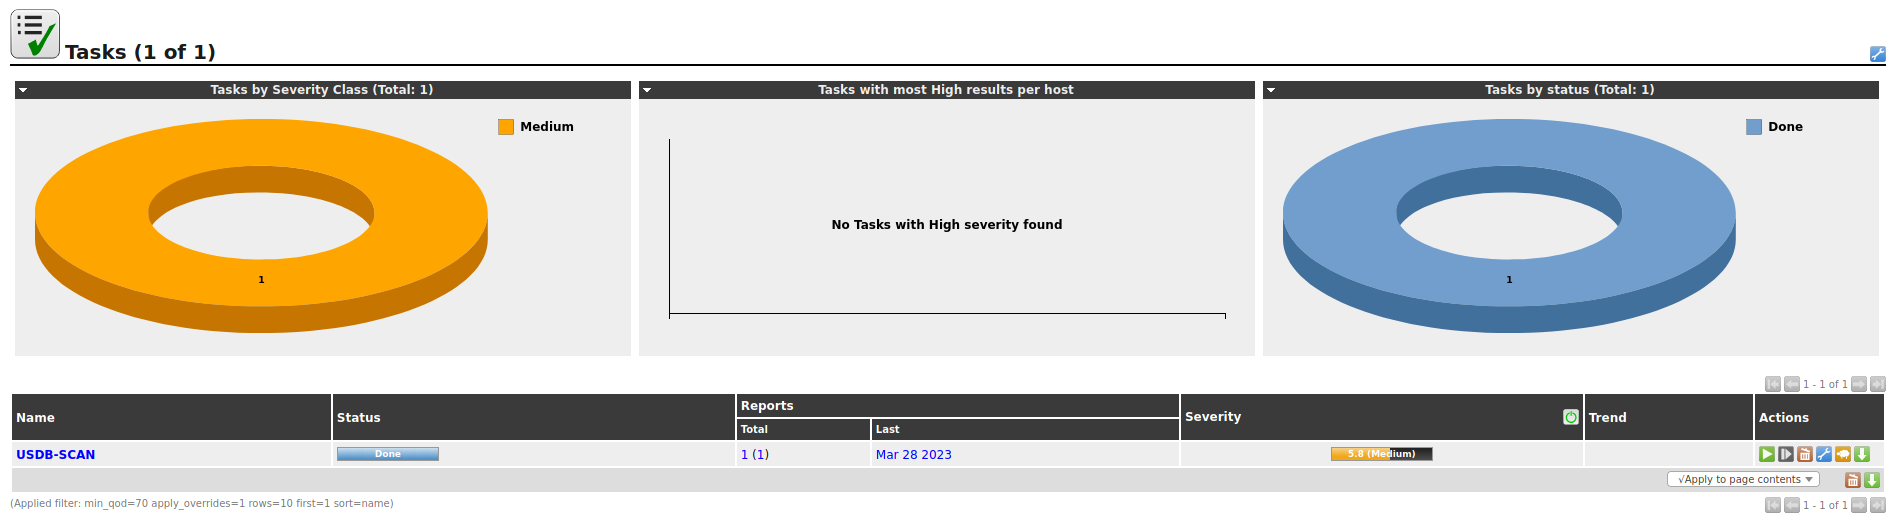 Tasks (1 of 1)
Tasks by Severity Class (Total: 1)
Medium
1
Tasks with most High results per host
No Tasks with High severity found
Tasks by status (Total: 1)
Done
1
1 - 1 of 1
Name Status Reports Severity Trend Actions
Total Last
USDB-SCAN Done 1 (1) Mar 28 2023 5.8 (Medium)
√Apply to page contents
(Applied filter: min_qod=70 apply_overrides=1 rows=10 first=1 sort=name)
1 - 1 of 1